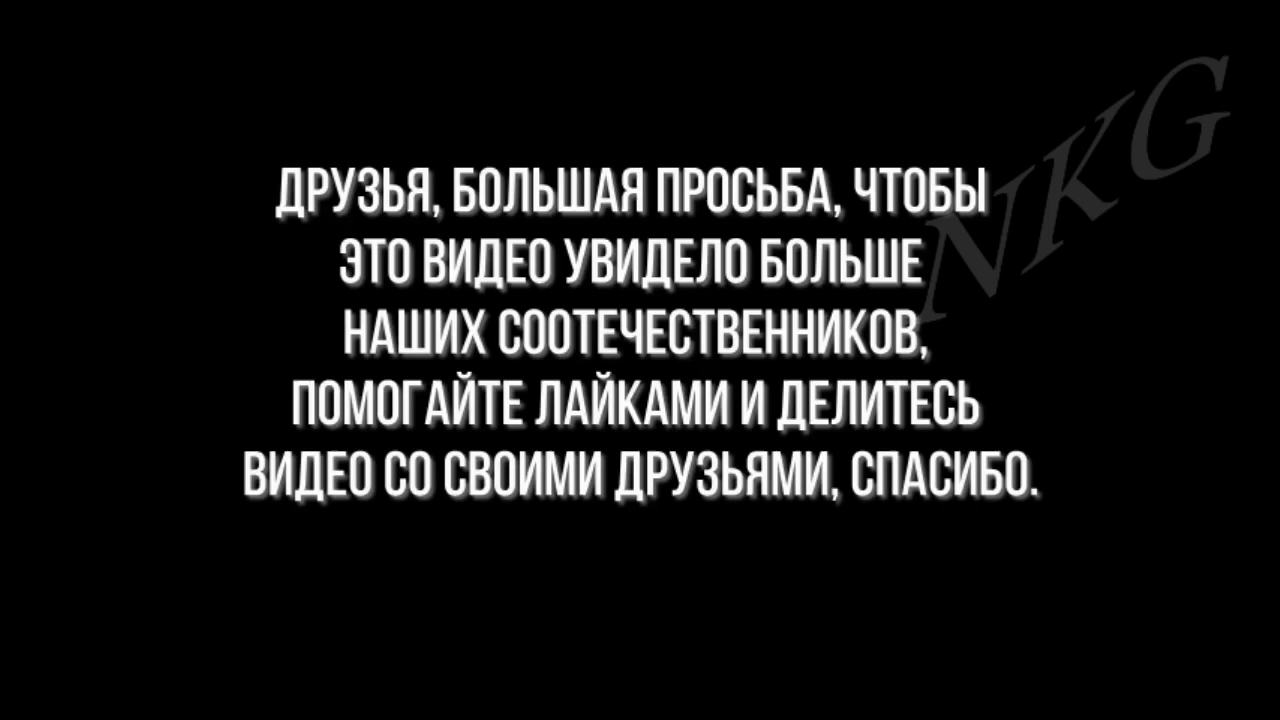 ДРУЗЬЯ, БОЛЬШАЯ ПРОСЬБА, ЧТОБЫ
ЭТО ВИДЕО УВИДЕЛО БОЛЬШЕ
НАШИХ СООТЕЧЕСТВЕННИКОВ,
ПОМОГАЙТЕ ЛАЙКАМИ И ДЕЛИТЕСЬ
ВИДЕО СО СВОИМИ ДРУЗЬЯМИ, СПАСИБО.
NKG